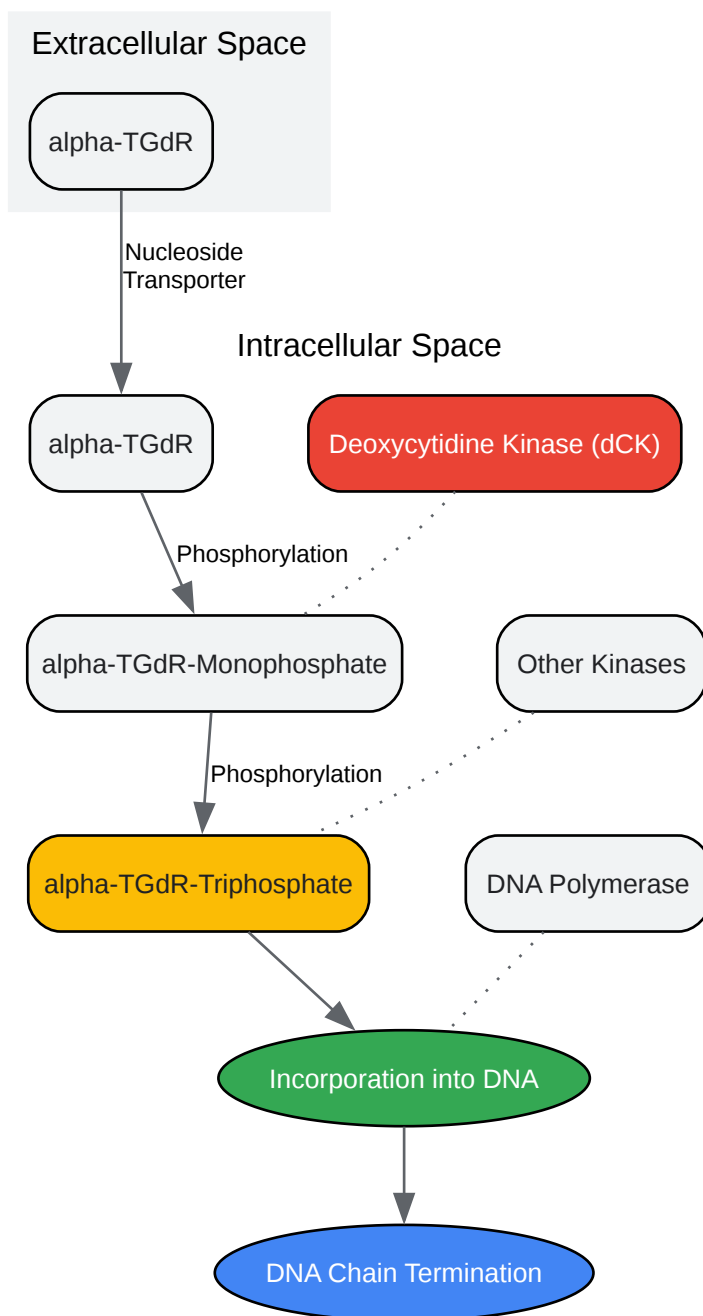 Extracellular Space
alpha-TGdR
Nucleoside
Transporter
Intracellular Space
alpha-TGdR
Deoxycytidine Kinase (dCK)
Phosphorylation
alpha-TGdR-Monophosphate
Other Kinases
Phosphorylation
alpha-TGdR-Triphosphate
DNA Polymerase
Incorporation into DNA
DNA Chain Termination